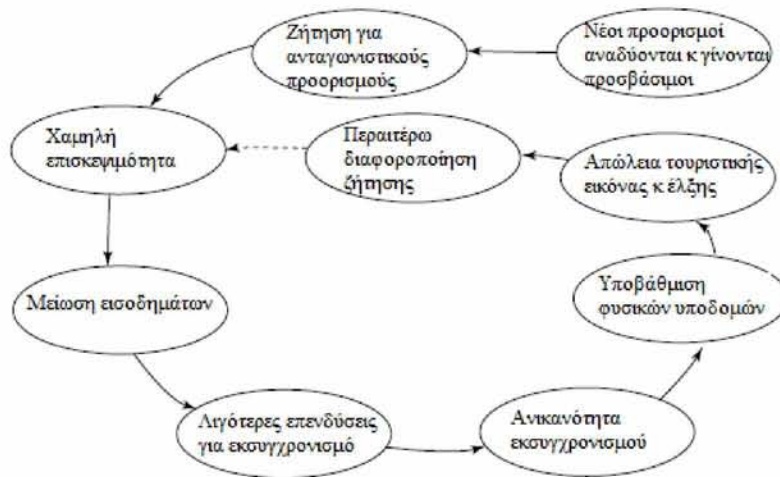 Ζήτηση για
ανταγωνιστικούς
προορισμούς
Νέοι προορισμοί
αναδύονται κ γίνονται
προσβάσιμοι
Χαμηλή
επισκεψιμότητα
Περαιτέρω
διαφοροποίηση
ζήτησης
Απώλεια τουριστικής
εικόνας κ έλξης
Μείωση εισοδημάτων
Υποβάθμιση
φυσικών υποδομών
Λιγότερες επενδύσεις
για εκσυγχρονισμό
Ανικανότητα
εκσυγχρονισμού